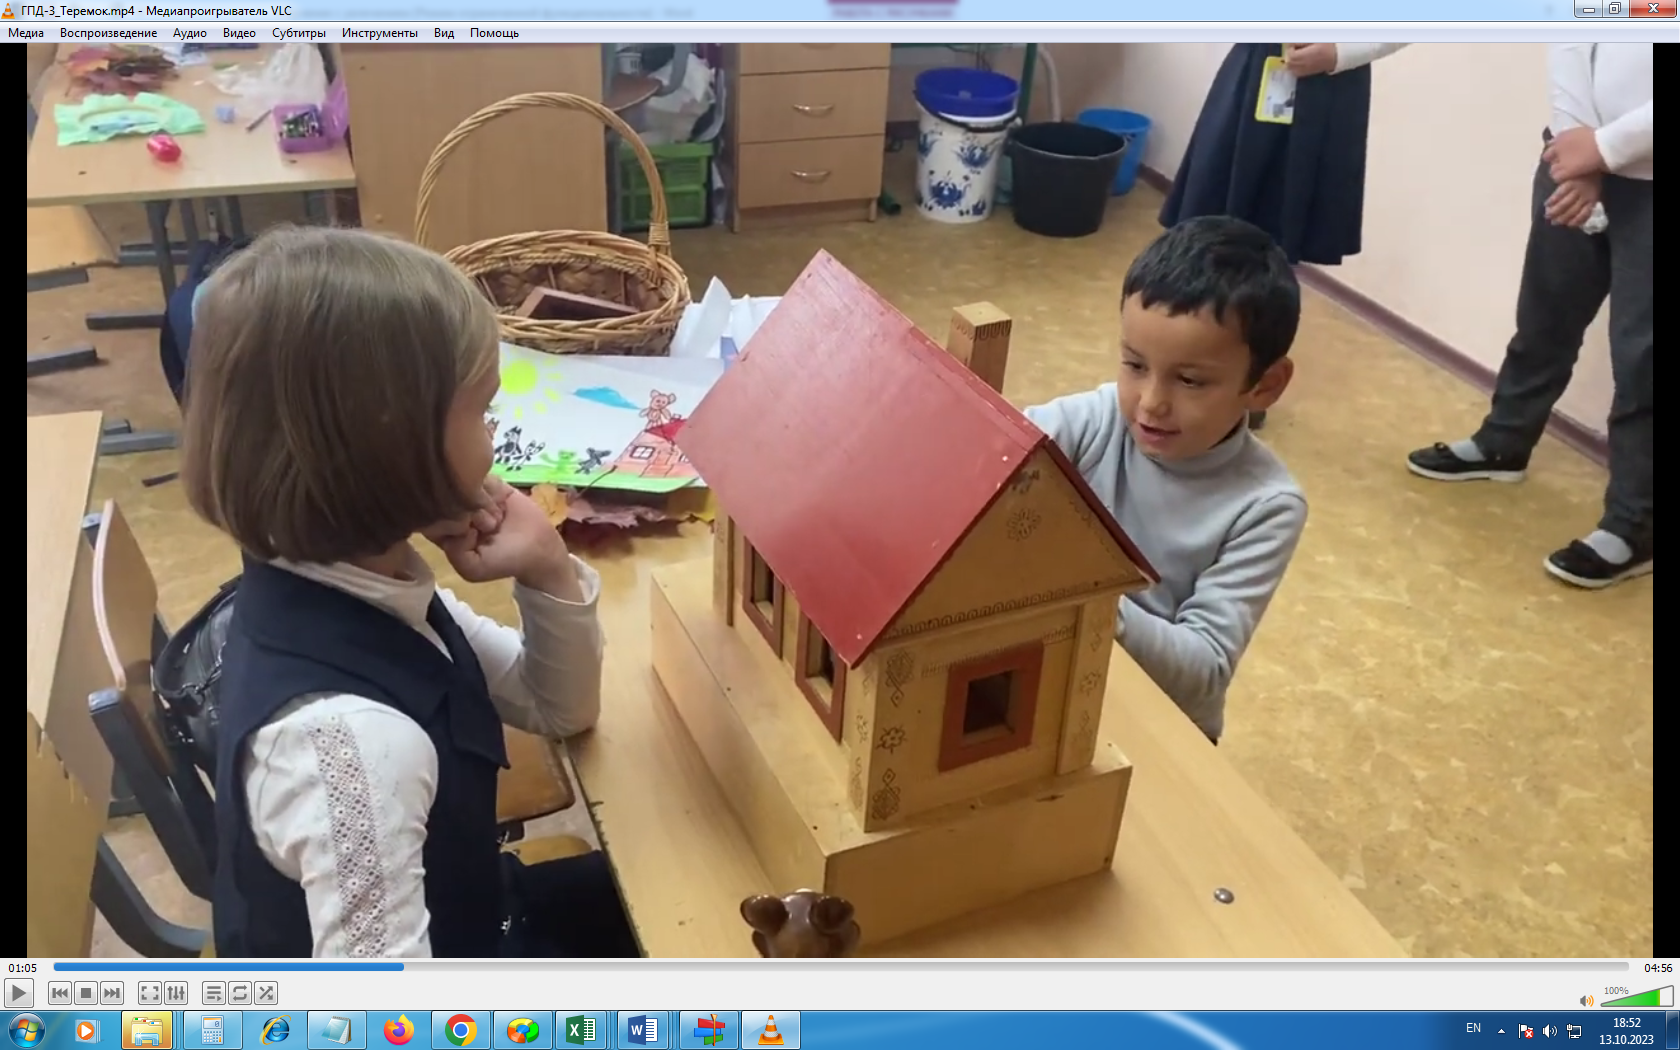 ГПД-3_Теремок.mp4 - Медиапроигрыватель VLC
Медиа Воспроизведение Аудио Видео Субтитры Инструменты Вид Помощь
01:05
04:56
100%
EN
18:52
13.10.2023